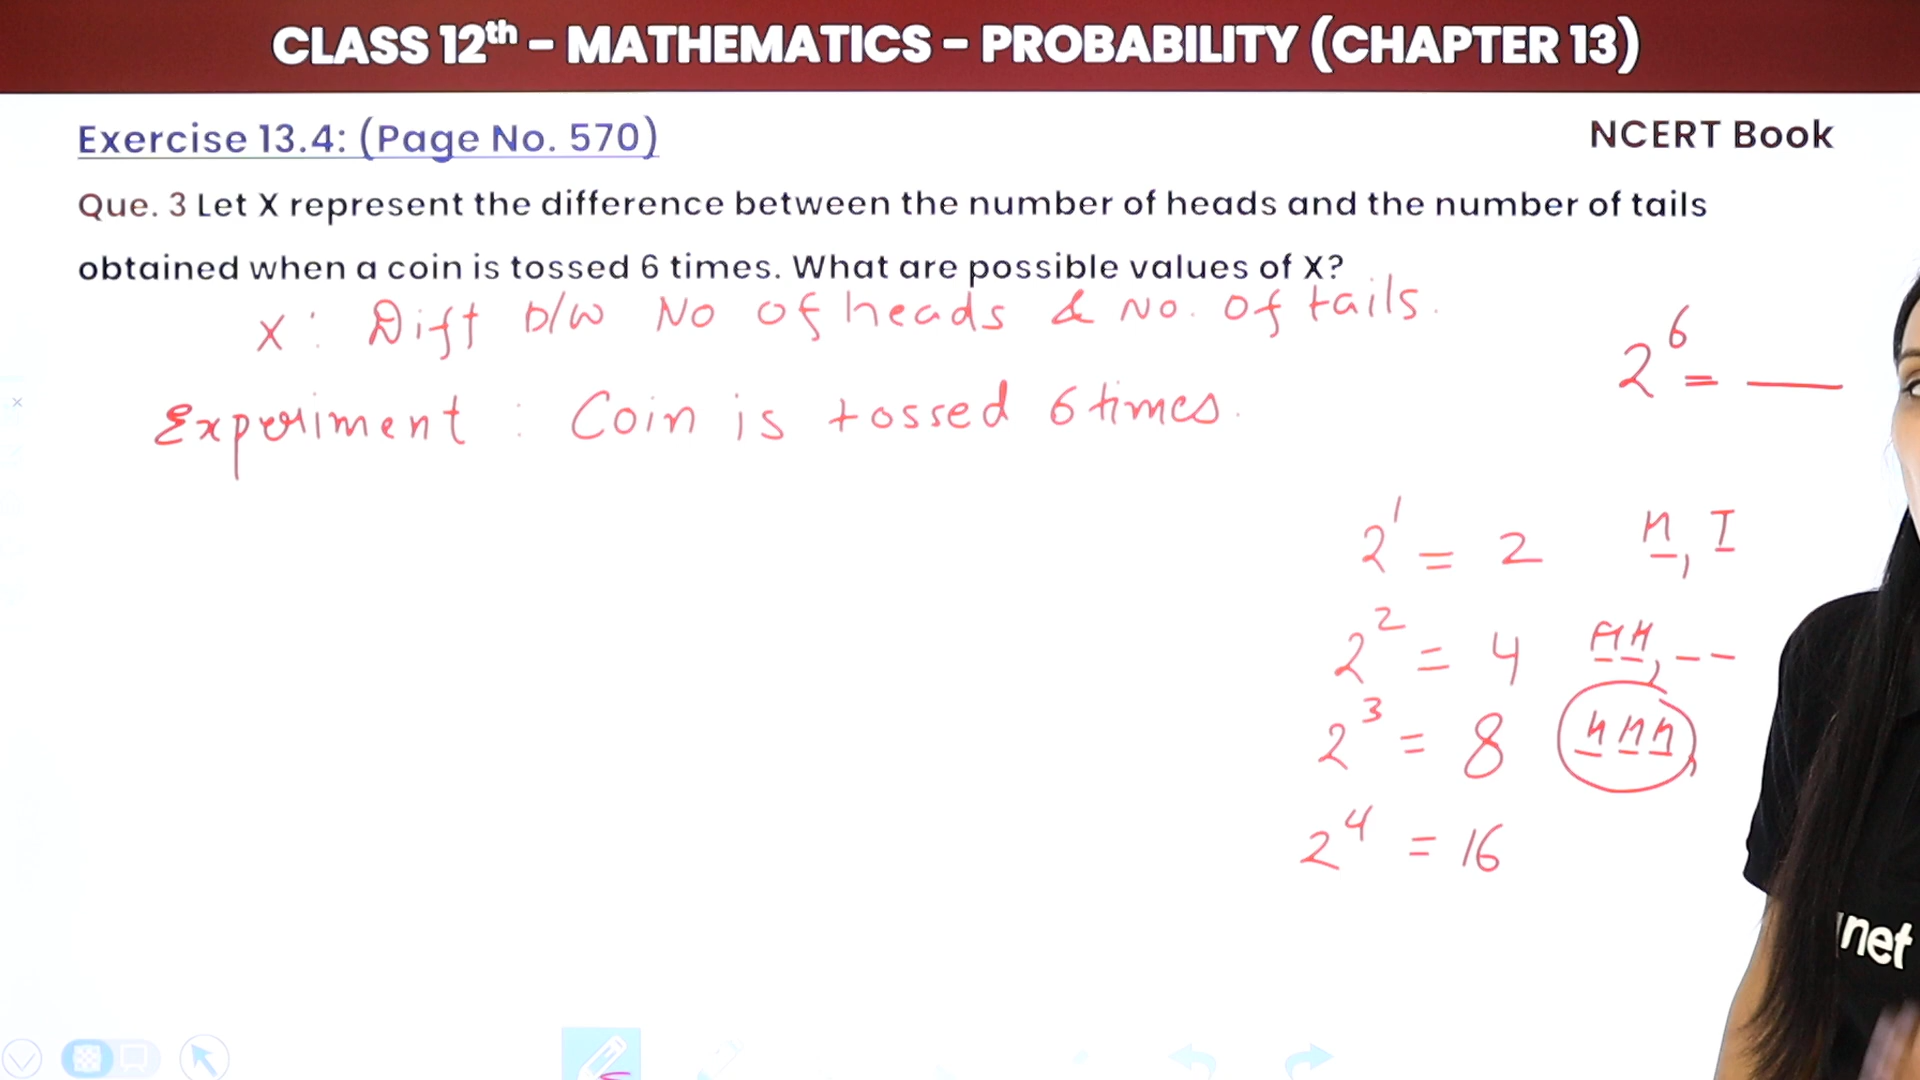 CLASS 12th – MATHEMATICS – PROBABILITY (CHAPTER 13)
Exercise 13.4: (Page No. 570)
NCERT Book
Que. 3 Let X represent the difference between the number of heads and the number of tails
obtained when a coin is tossed 6 times. What are possible values of X?
X : Diff b/w No of heads & No. of tails.
2^6 = __
Experiment : Coin is tossed 6 times.
2^1 = 2 H, T
2^2 = 4 HH, _ _
2^3 = 8 HHH,
2^4 = 16
net